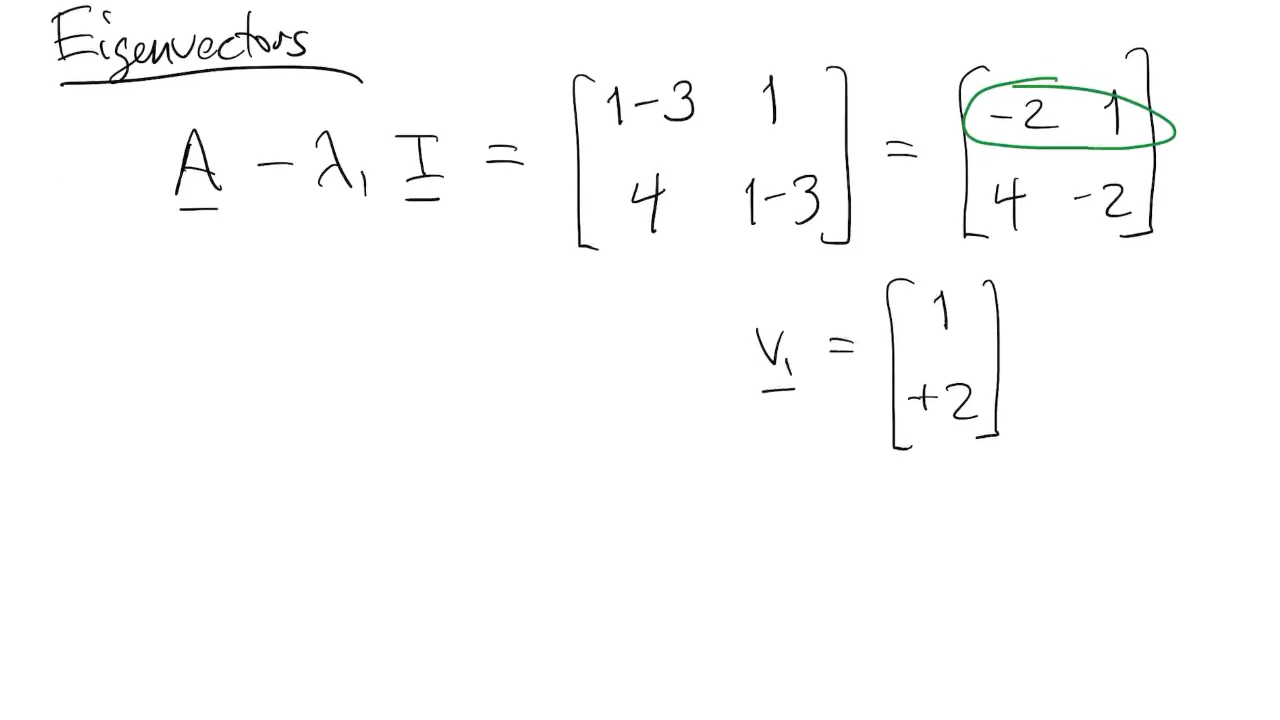 Eigenvectors
A - λ₁ I = [1-3 1; 4 1-3] = [-2 1; 4 -2]
v₁ = [1; +2]